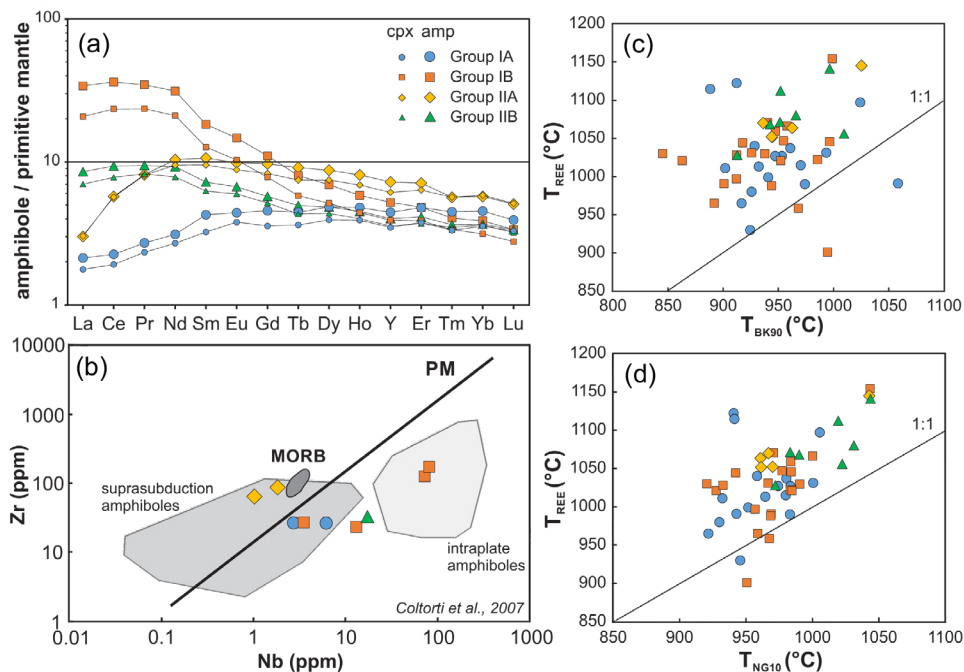 (a)
amphibole / primitive mantle
100
10
1
cpx amp
Group IA
Group IB
Group IIA
Group IIB
La Ce Pr Nd Sm Eu Gd Tb Dy Ho Y Er Tm Yb Lu
(b)
Zr (ppm)
10000
1000
100
10
1
PM
MORB
suprasubduction
amphiboles
intraplate
amphiboles
Coltorti et al., 2007
0.01 0.1 1 10 100 1000
Nb (ppm)
(c)
T_REE (°C)
1200
1150
1100
1050
1000
950
900
850
1:1
800 850 900 950 1000 1050 1100
T_BK90 (°C)
(d)
T_REE (°C)
1200
1150
1100
1050
1000
950
900
850
1:1
850 900 950 1000 1050 1100
T_NG10 (°C)